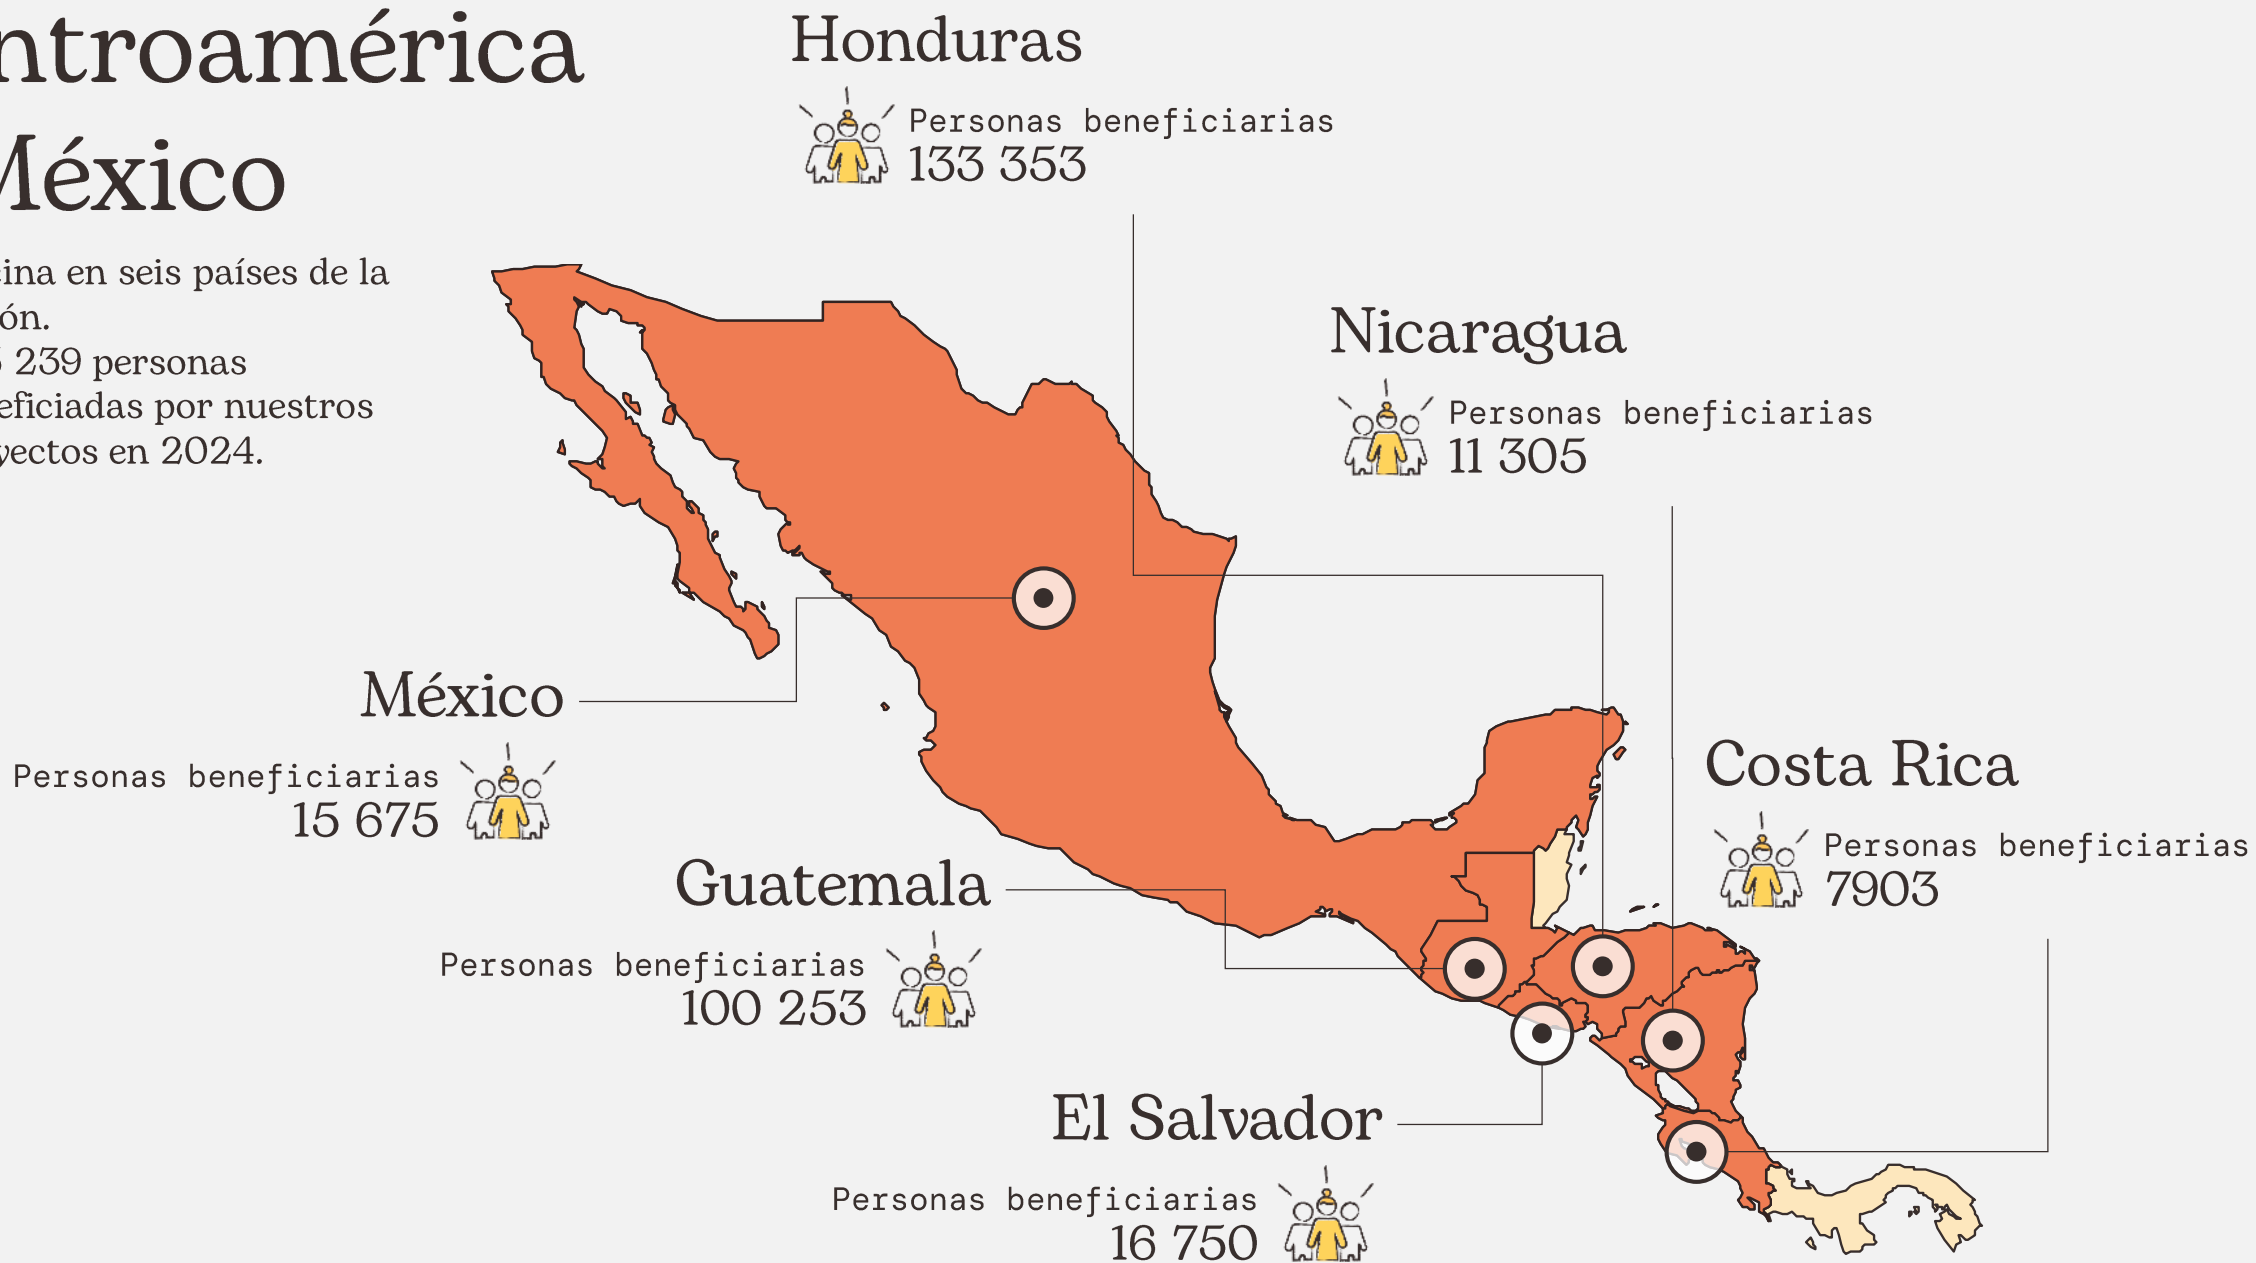 ntroamérica
México
ina en seis países de la
ón.
239 personas
eficiadas por nuestros
yectos en 2024.
Honduras
Personas beneficiarias
133 353
Nicaragua
Personas beneficiarias
11 305
México
Personas beneficiarias
15 675
Costa Rica
Personas beneficiarias
7903
Guatemala
Personas beneficiarias
100 253
El Salvador
Personas beneficiarias
16 750